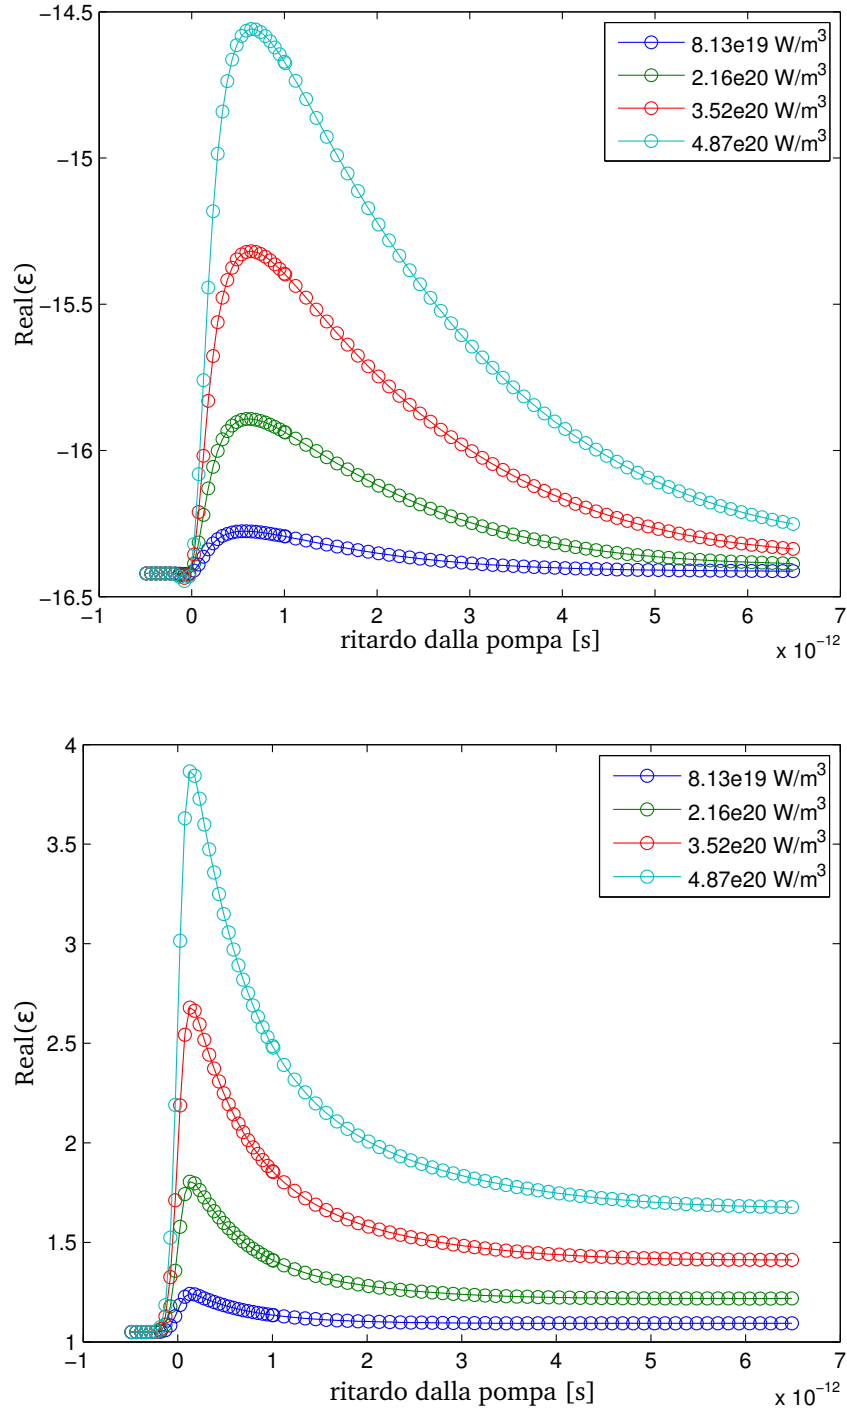 −14.5
−15
−15.5
−16
−16.5
Real(ε)
8.13e19 W/m³
2.16e20 W/m³
3.52e20 W/m³
4.87e20 W/m³
−1 0 1 2 3 4 5 6 7
x 10⁻¹²
ritardo dalla pompa [s]
4
3.5
3
2.5
2
1.5
1
Real(ε)
8.13e19 W/m³
2.16e20 W/m³
3.52e20 W/m³
4.87e20 W/m³
−1 0 1 2 3 4 5 6 7
x 10⁻¹²
ritardo dalla pompa [s]